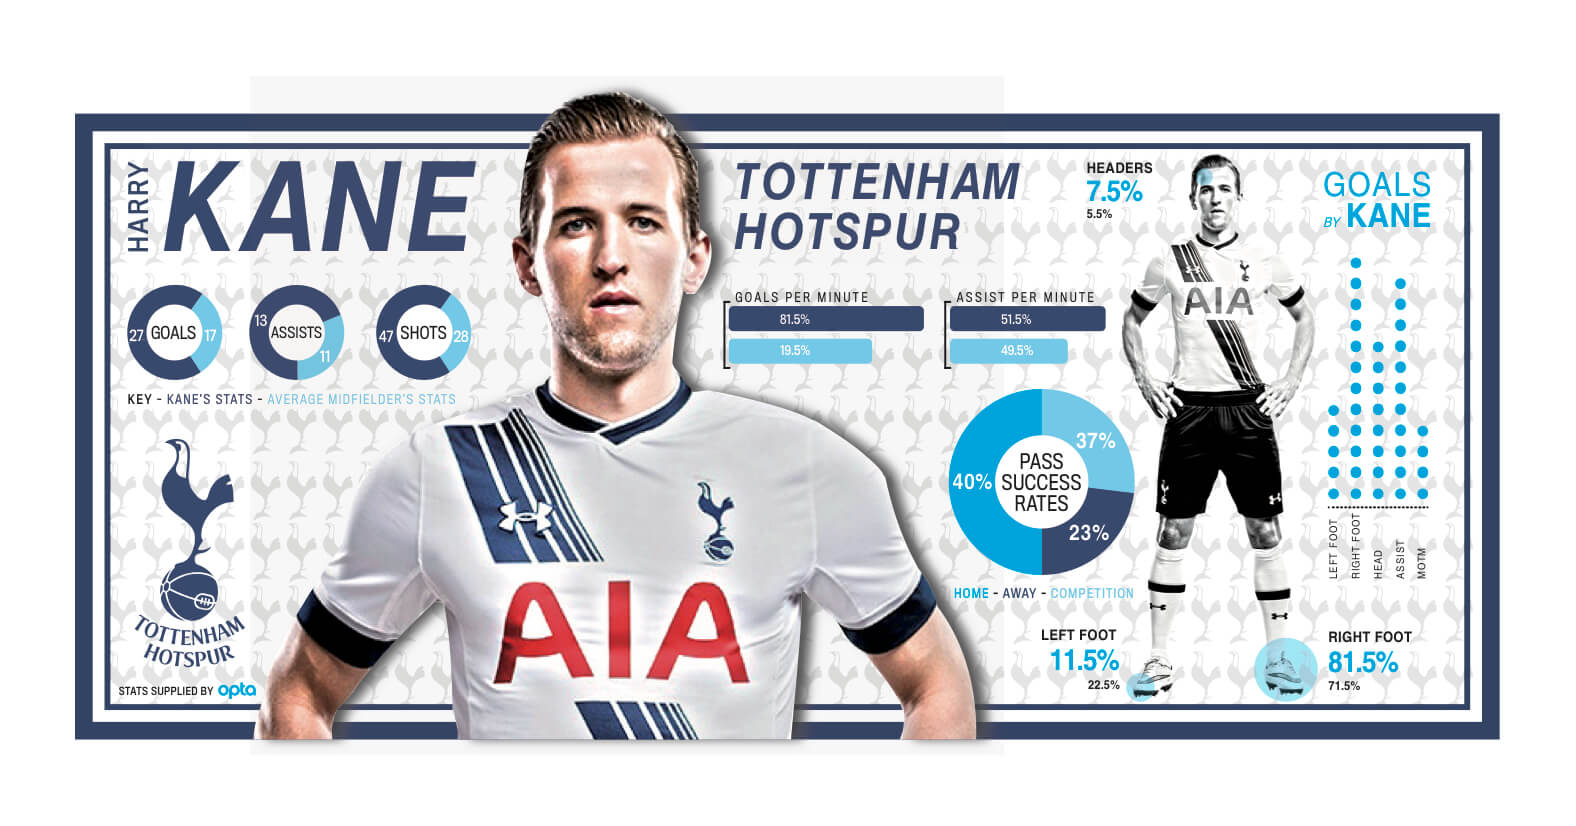 HARRY
KANE
27 GOALS 17
13 ASSISTS 11
47 SHOTS 28
KEY - KANE'S STATS - AVERAGE MIDFIELDER'S STATS
TOTTENHAM
HOTSPUR
STATS SUPPLIED BY opta
AIA
TOTTENHAM
HOTSPUR
GOALS PER MINUTE
81.5%
19.5%
ASSIST PER MINUTE
51.5%
49.5%
PASS
SUCCESS
RATES
40%
37%
23%
HOME - AWAY - COMPETITION
HEADERS
7.5%
5.5%
AIA
LEFT FOOT
11.5%
22.5%
RIGHT FOOT
81.5%
71.5%
GOALS
BY KANE
LEFT FOOT
RIGHT FOOT
HEAD
ASSIST
MOTM